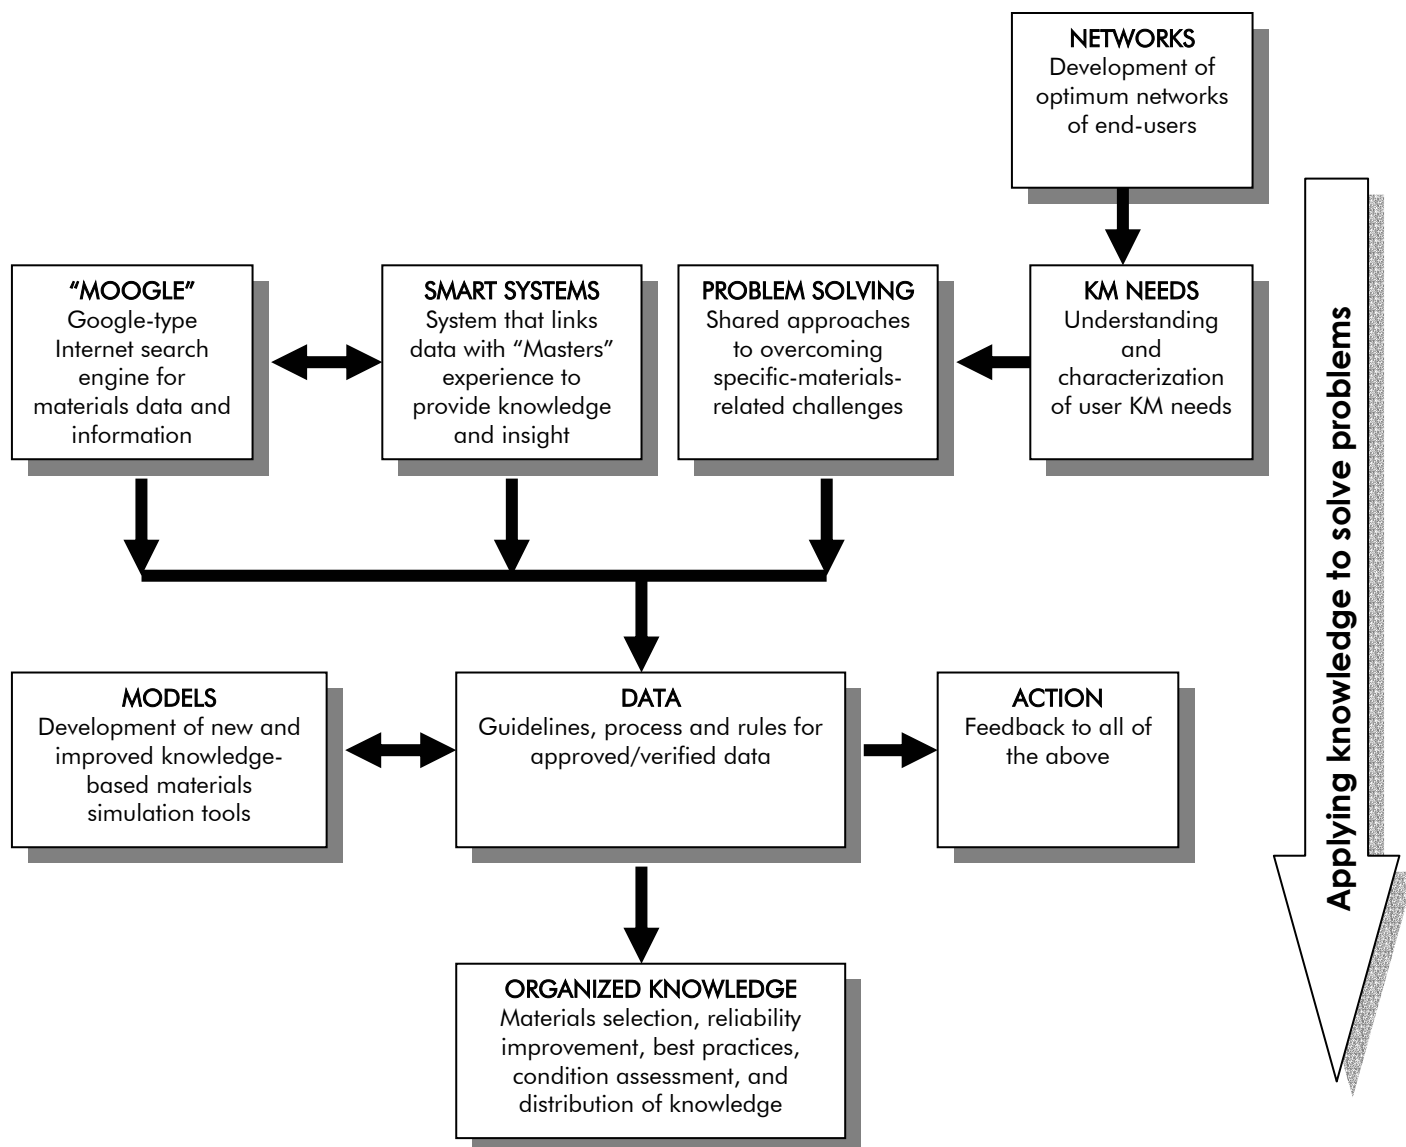 NETWORKS
Development of
optimum networks
of end-users
“MOOGLE”
Google-type
Internet search
engine for
materials data and
information
SMART SYSTEMS
System that links
data with “Masters”
experience to
provide knowledge
and insight
PROBLEM SOLVING
Shared approaches
to overcoming
specific-materials-
related challenges
KM NEEDS
Understanding
and
characterization
of user KM needs
MODELS
Development of new and
improved knowledge-
based materials
simulation tools
DATA
Guidelines, process and rules for
approved/verified data
ACTION
Feedback to all of
the above
ORGANIZED KNOWLEDGE
Materials selection, reliability
improvement, best practices,
condition assessment, and
distribution of knowledge
Applying knowledge to solve problems